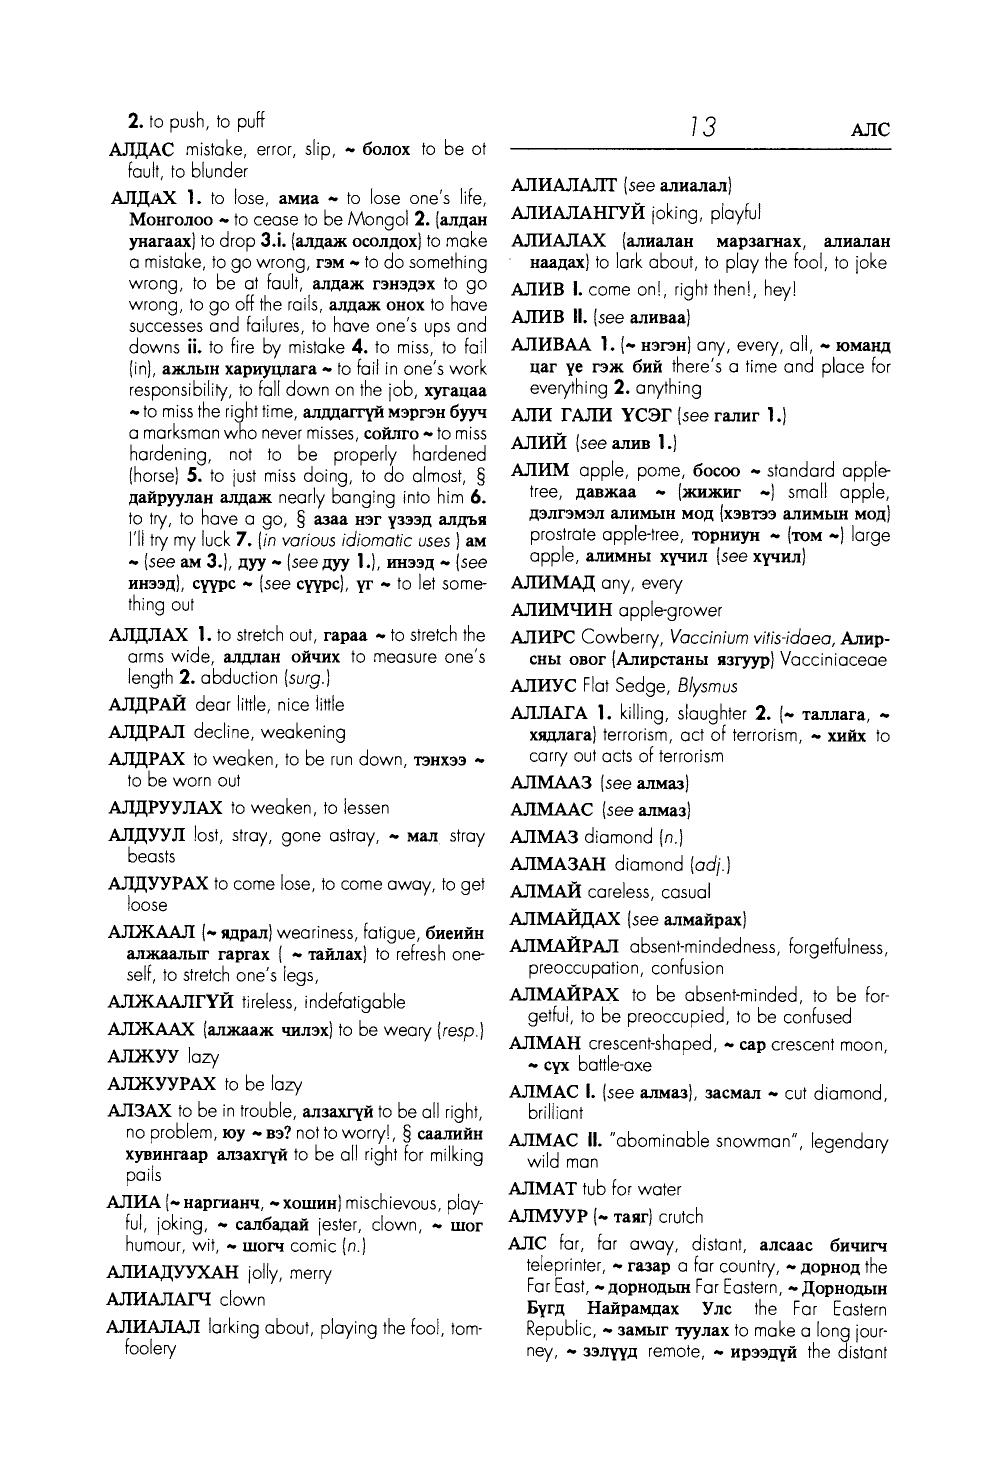 2. to push, to puff
АЛДАС mistake, error, slip, ~ болох to be ot
fault, to blunder
АЛДАХ 1. to lose, амиа ~ to lose one's life,
Монголоо ~ to cease to be Mongol 2. (алдан
унагаах) to drop 3.i. (алдаж осолдох) to make
a mistake, to go wrong, гэм ~ to do something
wrong, to be at fault, алдаж гэнэдэх to go
wrong, to go off the rails, алдаж онох to have
successes and failures, to have one's ups and
downs ii. to fire by mistake 4. to miss, to fail
(in), ажлын хариуцлага ~ to fail in one's work
responsibility, to fall down on the job, хугацаа
~ to miss the right time, алддаггүй мэргэн бууч
a marksman who never misses, сойлго ~ to miss
hardening, not to be properly hardened
(horse) 5. to just miss doing, to do almost, §
дайруулан алдаж nearly banging into him 6.
to try, to have a go, § азаа нэг үзээд алдъя
I'll try my luck 7. (in various idiomatic uses ) ам
~ (see ам 3.), дуу ~ (see дуу 1.), инээд ~ (see
инээд), сүүрс ~ (see сүүрс), үг ~ to let some-
thing out
АЛДЛАХ 1. to stretch out, гараа ~ to stretch the
arms wide, алдлан ойчих to measure one's
length 2. abduction (surg.)
АЛДРАЙ dear little, nice little
АЛДРАЛ decline, weakening
АЛДРАХ to weaken, to be run down, тэнхээ ~
to be worn out
АЛДРУУЛАХ to weaken, to lessen
АЛДУУЛ lost, stray, gone astray, ~ мал stray
beasts
АЛДУУРАХ to come lose, to come away, to get
loose
АЛЖААЛ (~ ядрал) weariness, fatigue, биеийн
алжаалыг гаргах ( ~ тайлах) to refresh one-
self, to stretch one's legs,
АЛЖААЛГҮЙ tireless, indefatigable
АЛЖААХ (алжааж чилэх) to be weary (resp.)
АЛЖУУ lazy
АЛЖУУРАХ to be lazy
АЛЗАХ to be in trouble, алзахгүй to be all right,
no problem, юу ~ вэ? not to worry!, § саалийн
хувингаар алзахгүй to be all right for milking
pails
АЛИА (~ наргианч, ~ хошин) mischievous, play-
ful, joking, ~ салбадай jester, clown, ~ шог
humour, wit, ~ шогч comic (n.)
АЛИАДУУХАН jolly, merry
АЛИАЛАГЧ clown
АЛИАЛАЛ larking about, playing the fool, tom-
foolery
13 АЛС
АЛИАЛАЛТ (see алиалал)
АЛИАЛАНГУЙ joking, playful
АЛИАЛАХ (алиалан марзагнах, алиалан
наадах) to lark about, to play the fool, to joke
АЛИВ I. come on!, right then!, hey!
АЛИВ II. (see аливаа)
АЛИВАА 1. (~ нэгэн) any, every, all, ~ юманд
цаг үе гэж бий there's a time and place for
everything 2. anything
АЛИ ГАЛИ ҮСЭГ (see галиг 1.)
АЛИЙ (see алив 1.)
АЛИМ apple, pome, босоо ~ standard apple-
tree, давжаа ~ (жижиг ~) small apple,
дэлгэмэл алимын мод (хэвтээ алимын мод)
prostrate apple-tree, торниун ~ (том ~) large
apple, алимны хүчил (see хүчил)
АЛИМАД any, every
АЛИМЧИН apple-grower
АЛИРС Cowberry, Vaccinium vitis-idaea, Алир-
сны овог (Алирстаны язгуур) Vacciniaceae
АЛИУС Flat Sedge, Blysmus
АЛЛАГА 1. killing, slaughter 2. (~ таллага, ~
хядлага) terrorism, act of terrorism, ~ хийх to
carry out acts of terrorism
АЛМААЗ (see алмаз)
АЛМААС (see алмаз)
АЛМАЗ diamond (n.)
АЛМАЗАН diamond (adj.)
АЛМАЙ careless, casual
АЛМАЙДАХ (see алмайрах)
АЛМАЙРАЛ absent-mindedness, forgetfulness,
preoccupation, confusion
АЛМАЙРАХ to be absent-minded, to be for-
getful, to be preoccupied, to be confused
АЛМАН crescent-shaped, ~ сар crescent moon,
~ сүх battle-axe
АЛМАС I. (see алмаз), засмал ~ cut diamond,
brilliant
АЛМАС II. "abominable snowman", legendary
wild man
АЛМАТ tub for water
АЛМУУР (~ таяг) crutch
АЛС far, far away, distant, алсаас бичигч
teleprinter, ~ газар a far country, ~ дорнод the
Far East, ~ дорнодын Far Eastern, ~ Дорнодын
Бүгд Найрамдах Улс the Far Eastern
Republic, ~ замыг туулах to make a long jour-
ney, ~ зэлүүд remote, ~ ирээдүй the distant